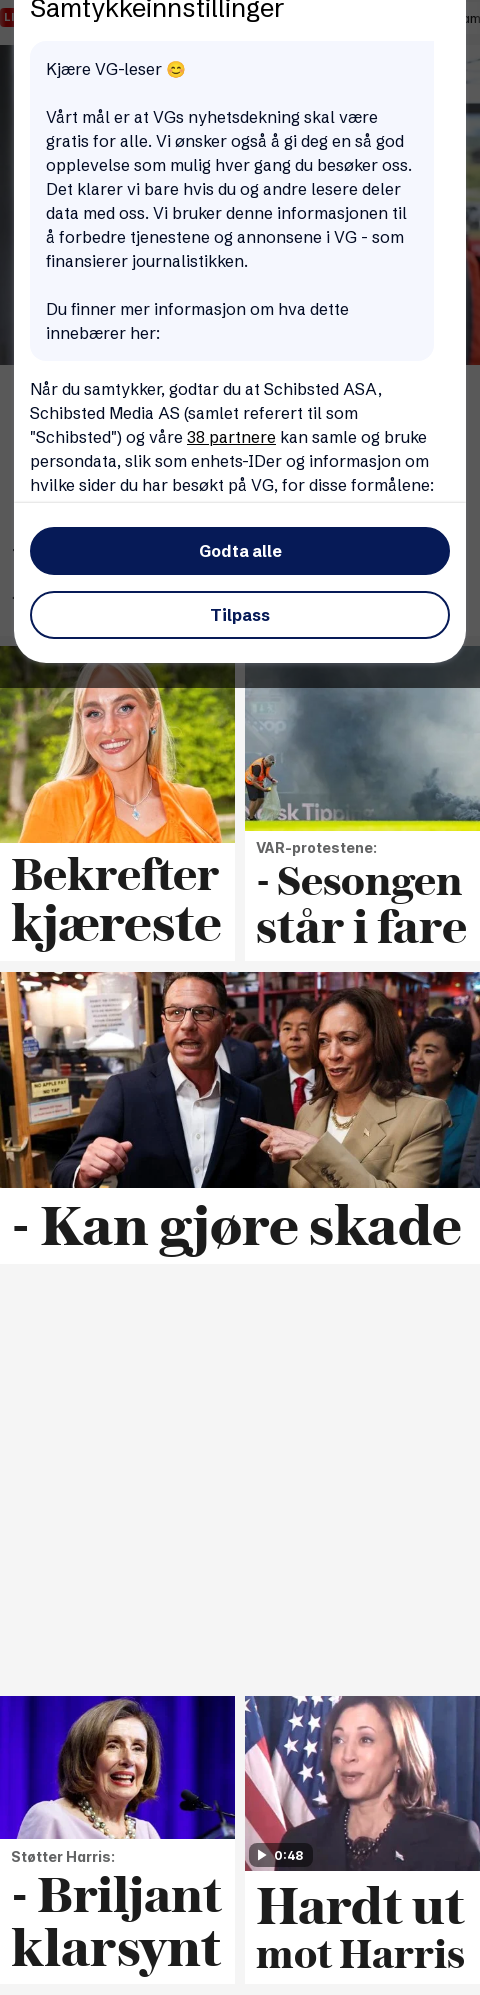 Samtykkeinnstillinger
Kjære VG-leser 😊
Vårt mål er at VGs nyhetsdekning skal være
gratis for alle. Vi ønsker også å gi deg en så god
opplevelse som mulig hver gang du besøker oss.
Det klarer vi bare hvis du og andre lesere deler
data med oss. Vi bruker denne informasjonen til
å forbedre tjenestene og annonsene i VG - som
finansierer journalistikken.
Du finner mer informasjon om hva dette
innebærer her:
Når du samtykker, godtar du at Schibsted ASA,
Schibsted Media AS (samlet referert til som
"Schibsted") og våre 38 partnere kan samle og bruke
persondata, slik som enhets-IDer og informasjon om
hvilke sider du har besøkt på VG, for disse formålene:
Godta alle
Tilpass
Bekrefter
kjæreste
VAR-protestene:
- Sesongen
står i fare
NO APPLE PAY
NO TAP
- Kan gjøre skade
Støtter Harris:
- Briljant
klarsynt
0:48
Hardt ut
mot Harris